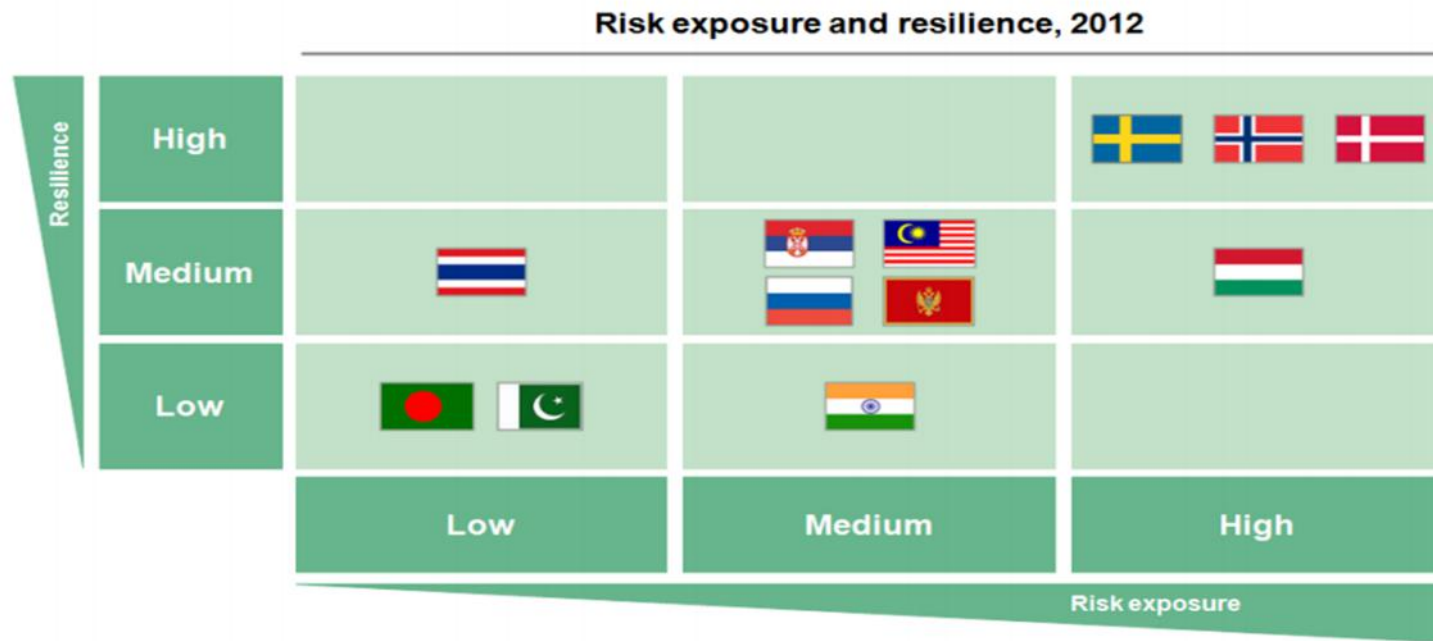 Risk exposure and resilience, 2012
Resilience
High
Medium
Low
Low Medium High
Risk exposure